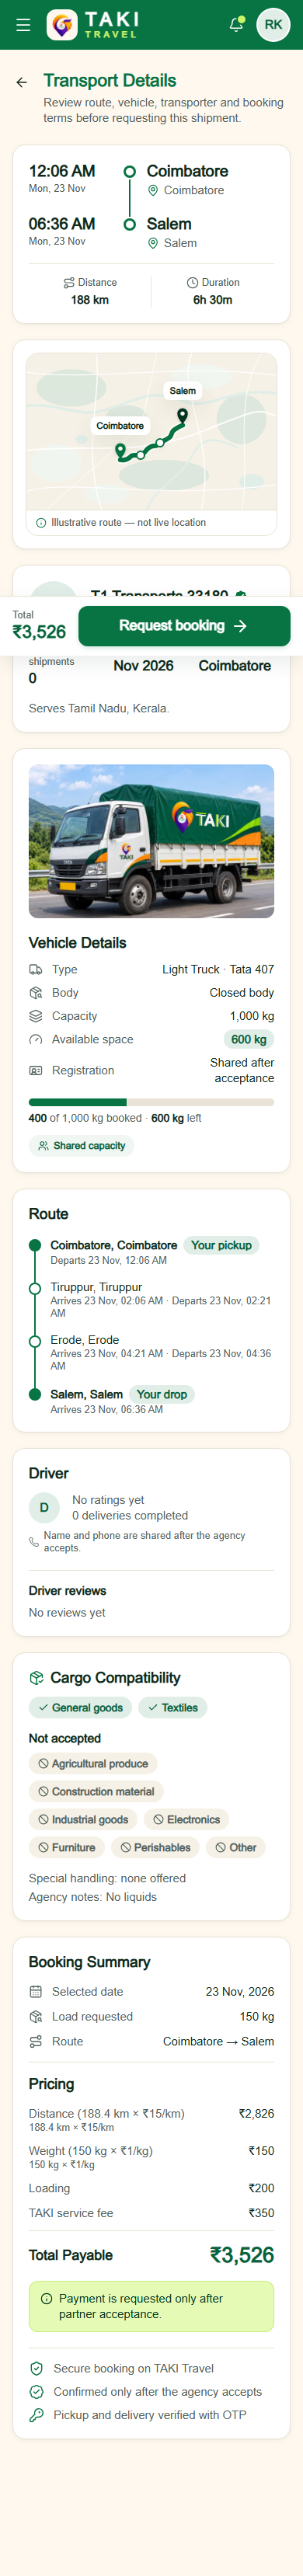 TAKI
TRAVEL
RK
Transport Details
Review route, vehicle, transporter and booking
terms before requesting this shipment.
12:06 AM
Mon, 23 Nov
Coimbatore
Coimbatore
06:36 AM
Mon, 23 Nov
Salem
Salem
Distance
188 km
Duration
6h 30m
Salem
Coimbatore
Illustrative route — not live location
T1 Transports 33180
Total
₹3,526
Request booking →
shipments
0
Nov 2026
Coimbatore
Serves Tamil Nadu, Kerala.
TAKI
TAKI
Vehicle Details
Type Light Truck · Tata 407
Body Closed body
Capacity 1,000 kg
Available space 600 kg
Registration Shared after
acceptance
400 of 1,000 kg booked · 600 kg left
Shared capacity
Route
Coimbatore, Coimbatore Your pickup
Departs 23 Nov, 12:06 AM
Tiruppur, Tiruppur
Arrives 23 Nov, 02:06 AM · Departs 23 Nov, 02:21
AM
Erode, Erode
Arrives 23 Nov, 04:21 AM · Departs 23 Nov, 04:36
AM
Salem, Salem Your drop
Arrives 23 Nov, 06:36 AM
Driver
D
No ratings yet
0 deliveries completed
Name and phone are shared after the agency
accepts.
Driver reviews
No reviews yet
Cargo Compatibility
General goods Textiles
Not accepted
Agricultural produce
Construction material
Industrial goods Electronics
Furniture Perishables Other
Special handling: none offered
Agency notes: No liquids
Booking Summary
Selected date 23 Nov, 2026
Load requested 150 kg
Route Coimbatore → Salem
Pricing
Distance (188.4 km × ₹15/km) ₹2,826
188.4 km × ₹15/km
Weight (150 kg × ₹1/kg) ₹150
150 kg × ₹1/kg
Loading ₹200
TAKI service fee ₹350
Total Payable ₹3,526
Payment is requested only after
partner acceptance.
Secure booking on TAKI Travel
Confirmed only after the agency accepts
Pickup and delivery verified with OTP